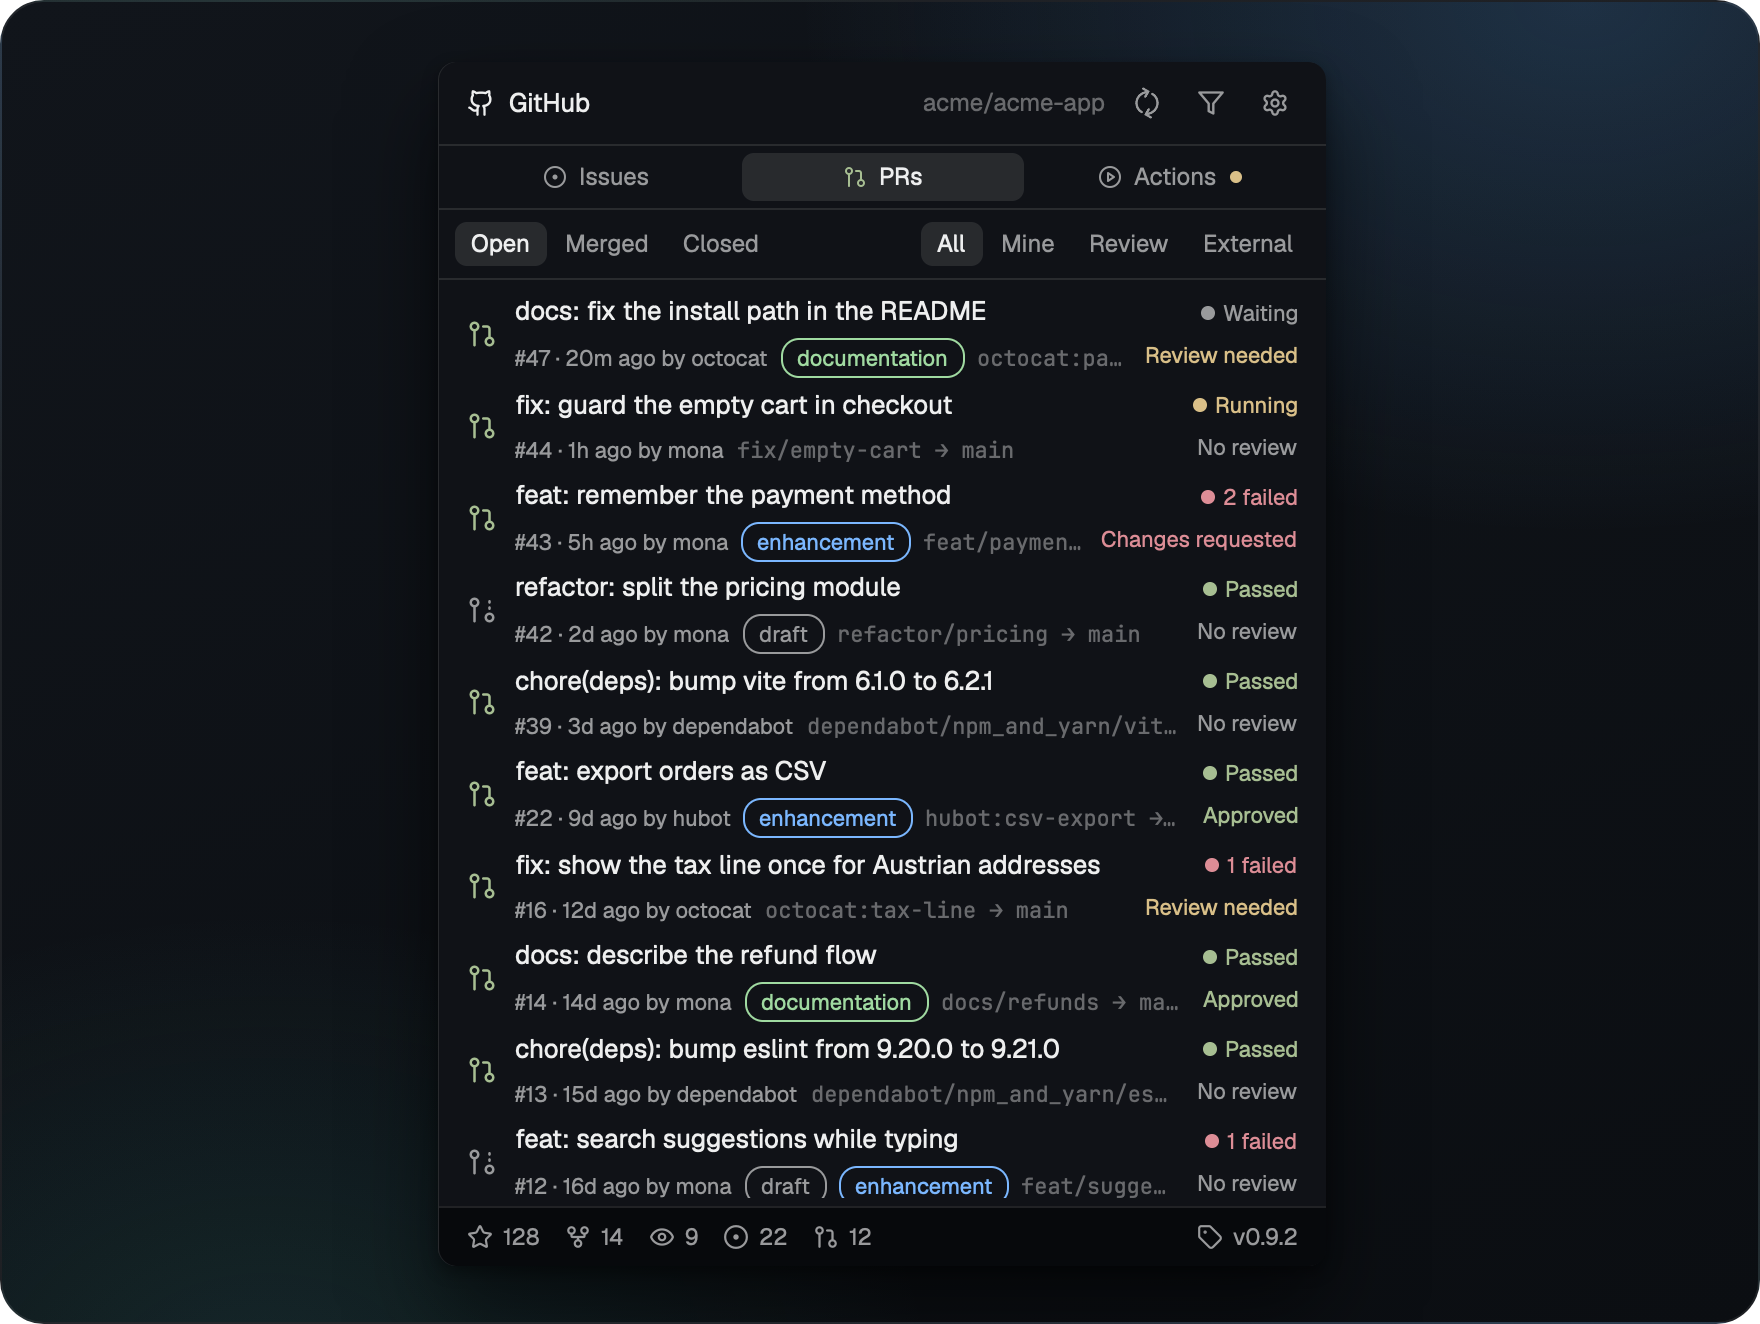 GitHub acme/acme-app
Issues PRs Actions
Open Merged Closed All Mine Review External
docs: fix the install path in the README Waiting
#47 · 20m ago by octocat documentation octocat:pa… Review needed
fix: guard the empty cart in checkout Running
#44 · 1h ago by mona fix/empty-cart → main No review
feat: remember the payment method 2 failed
#43 · 5h ago by mona enhancement feat/paymen… Changes requested
refactor: split the pricing module Passed
#42 · 2d ago by mona draft refactor/pricing → main No review
chore(deps): bump vite from 6.1.0 to 6.2.1 Passed
#39 · 3d ago by dependabot dependabot/npm_and_yarn/vit… No review
feat: export orders as CSV Passed
#22 · 9d ago by hubot enhancement hubot:csv-export →… Approved
fix: show the tax line once for Austrian addresses 1 failed
#16 · 12d ago by octocat octocat:tax-line → main Review needed
docs: describe the refund flow Passed
#14 · 14d ago by mona documentation docs/refunds → ma… Approved
chore(deps): bump eslint from 9.20.0 to 9.21.0 Passed
#13 · 15d ago by dependabot dependabot/npm_and_yarn/es… No review
feat: search suggestions while typing 1 failed
#12 · 16d ago by mona draft enhancement feat/sugge… No review
128 14 9 22 12 v0.9.2